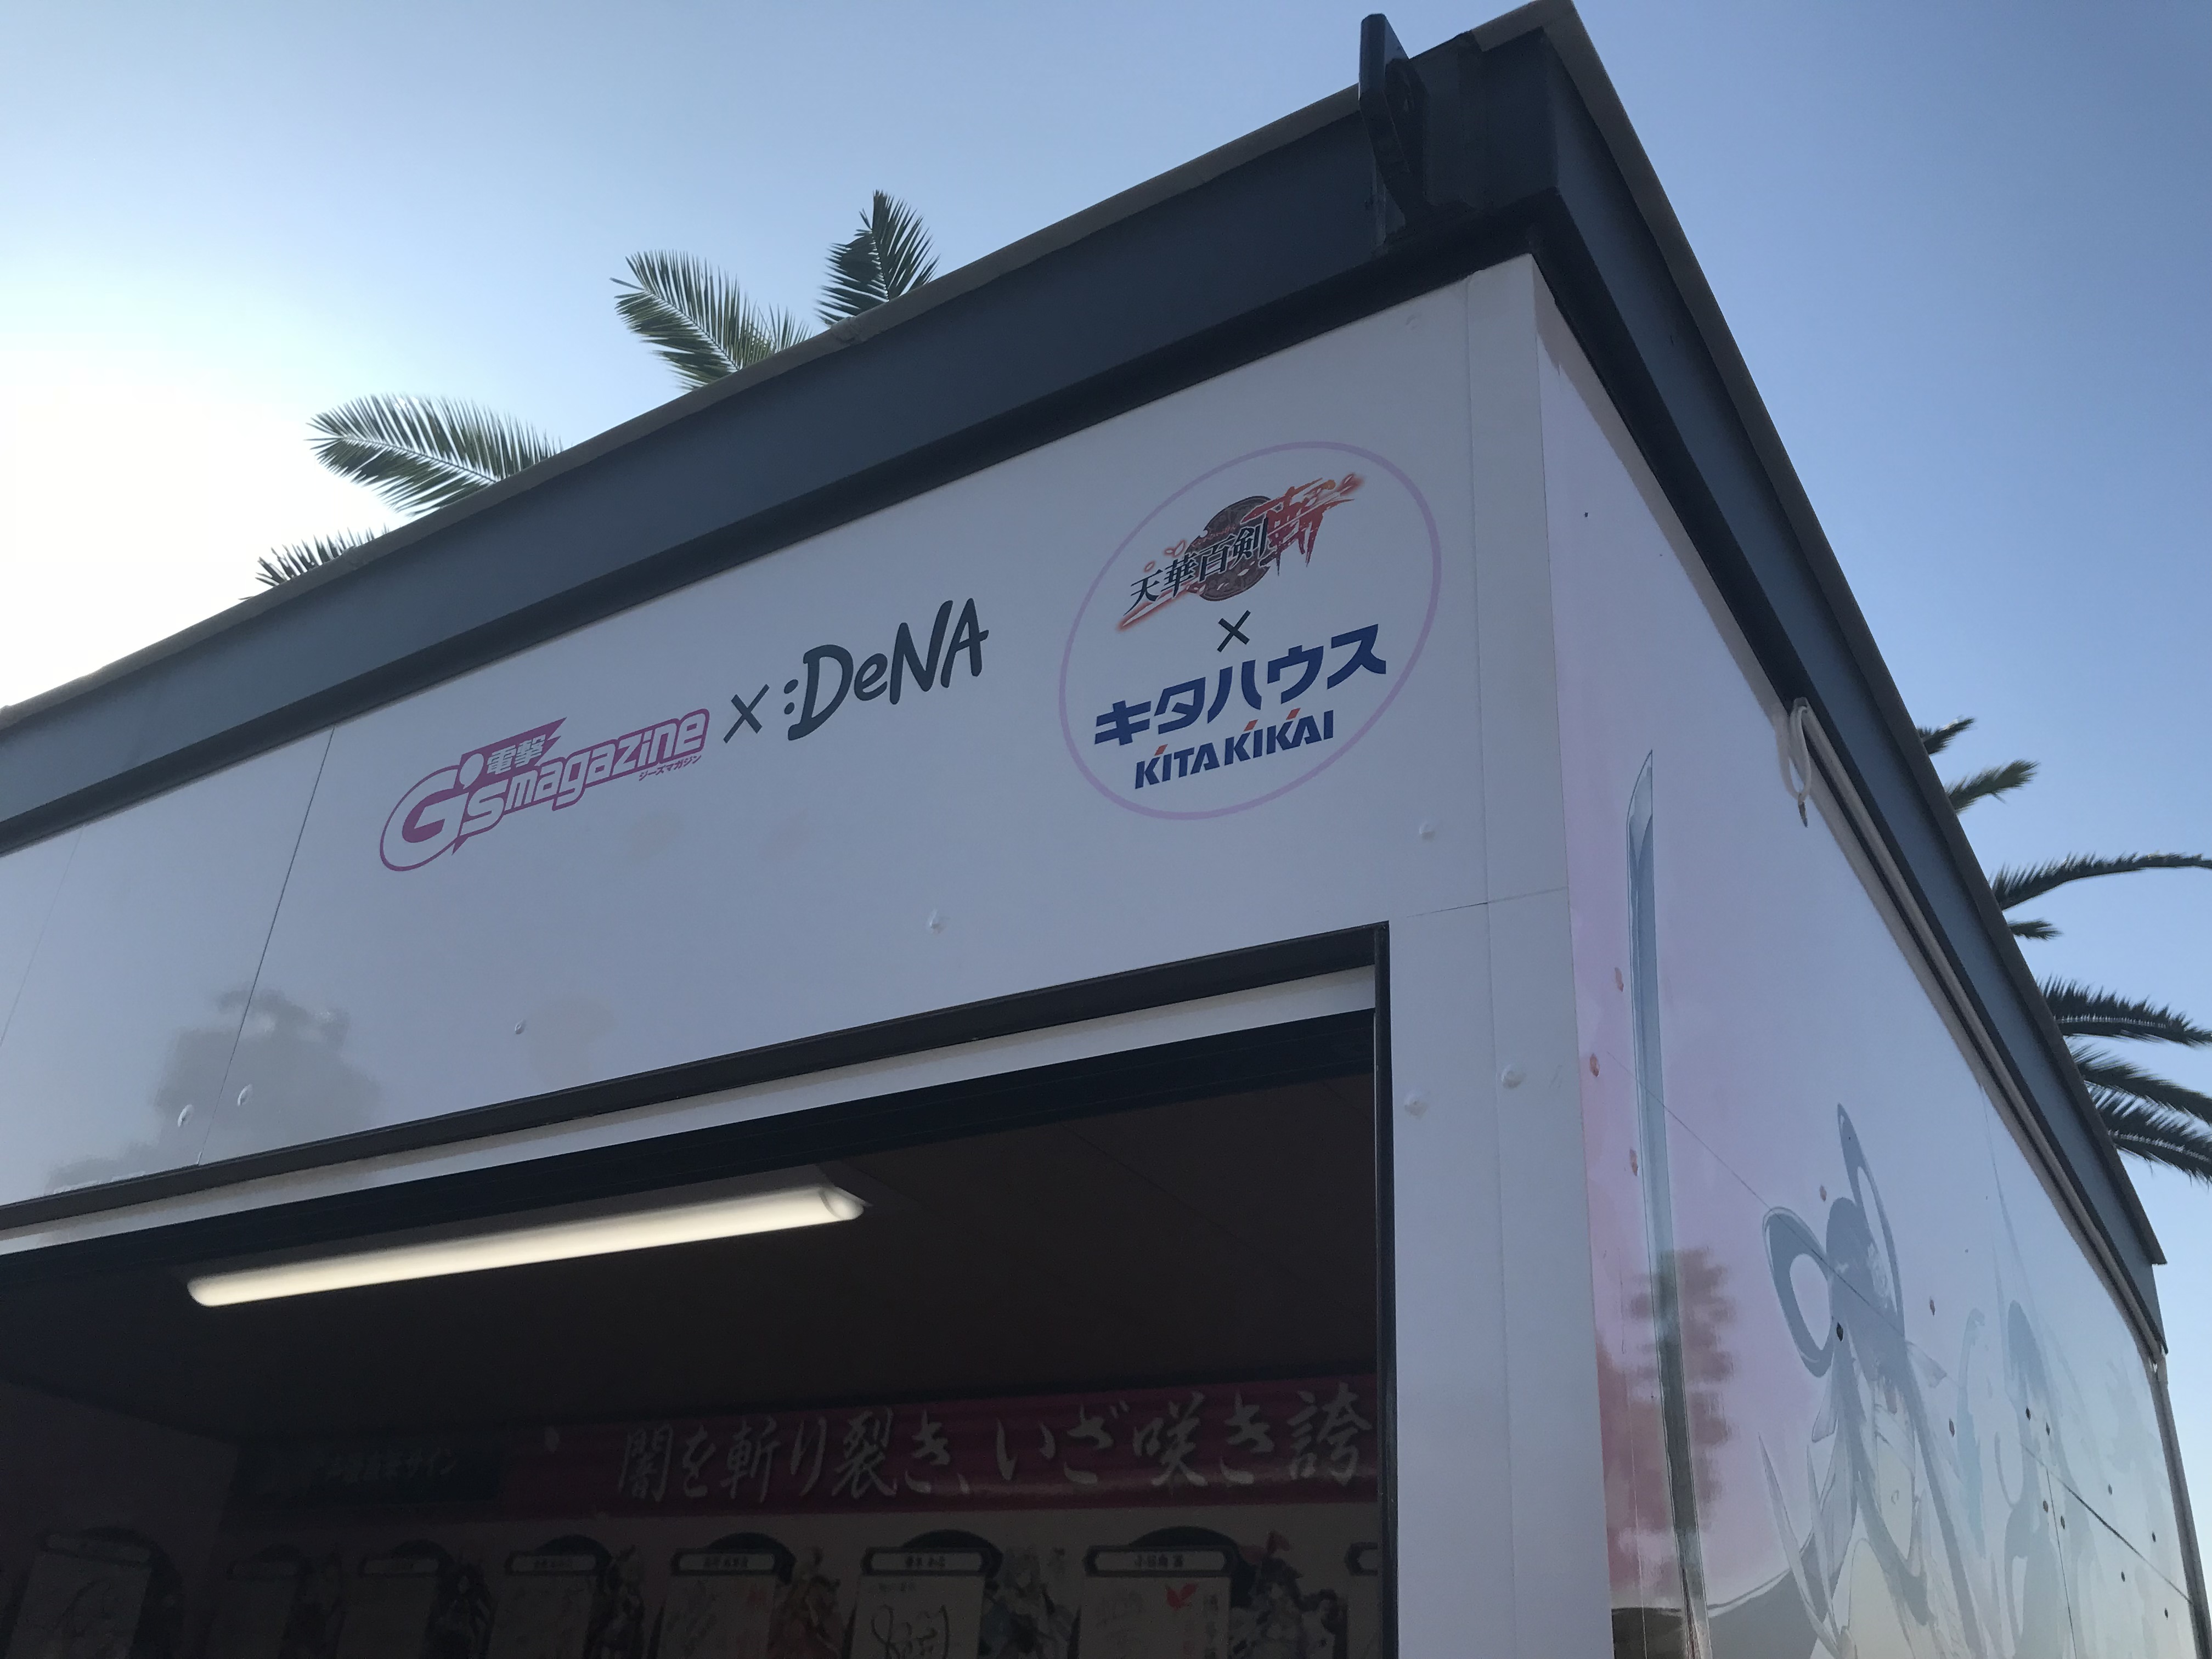 電撃
G'smagazine
ジーズマガジン
× :DeNA
天華百剣 斬
×
キタハウス
KITAKIKAI
闇を斬り裂き、いざ咲き誇